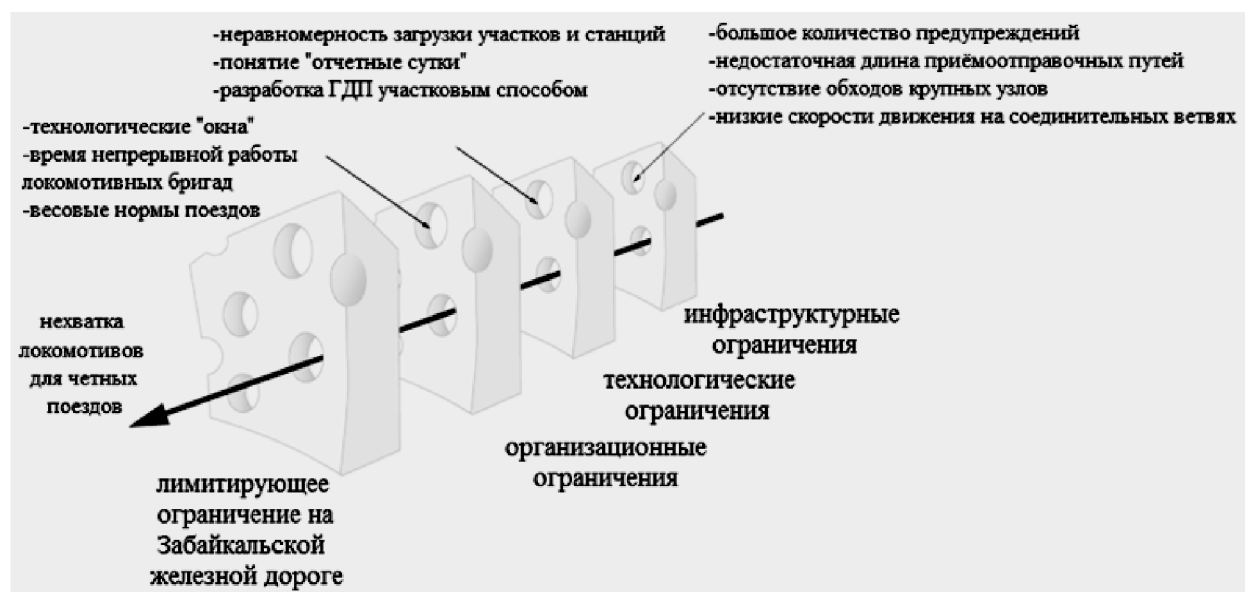 -неравномерность загрузки участков и станций
-понятие "отчетные сутки"
-разработка ГДП участковым способом
-большое количество предупреждений
-недостаточная длина приёмоотправочных путей
-отсутствие обходов крупных узлов
-низкие скорости движения на соединительных ветвях
-технологические "окна"
-время непрерывной работы
локомотивных бригад
-весовые нормы поездов
нехватка
локомотивов
для четных
поездов
инфраструктурные
ограничения
технологические
ограничения
организационные
ограничения
лимитирующее
ограничение на
Забайкальской
железной дороге